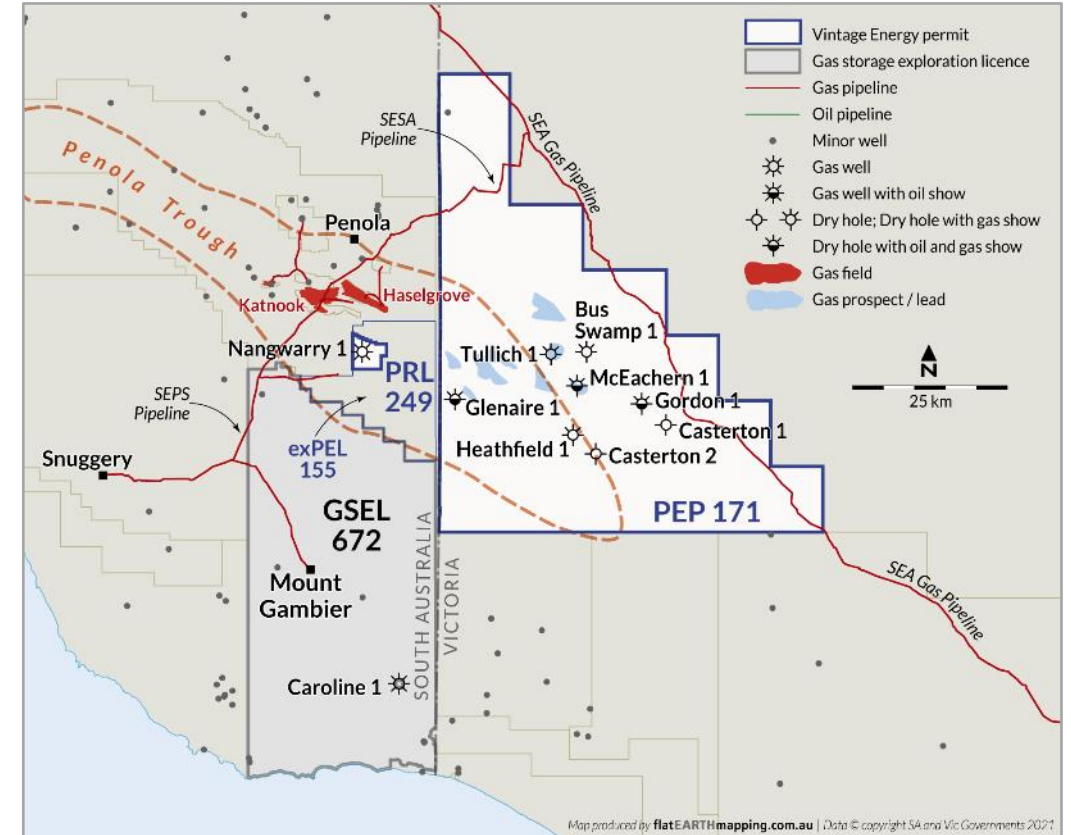 Vintage Energy permit
Gas storage exploration licence
Gas pipeline
Oil pipeline
Minor well
Gas well
Gas well with oil show
Dry hole; Dry hole with gas show
Dry hole with oil and gas show
Gas field
Gas prospect / lead
N
25 km
SESA
Pipeline
SEA Gas Pipeline
Penola Trough
Penola
Katnook
Haselgrove
Nangwarry 1
PRL
249
SEPS
Pipeline
exPEL
155
Snuggery
GSEL
672
Mount
Gambier
Caroline 1
SOUTH AUSTRALIA
VICTORIA
Bus
Swamp 1
Tullich 1
McEachern 1
Glenaire 1
Gordon 1
Casterton 1
Heathfield 1
Casterton 2
PEP 171
SEA Gas Pipeline
Map produced by flatEARTHmapping.com.au | Data © copyright SA and Vic Governments 2021